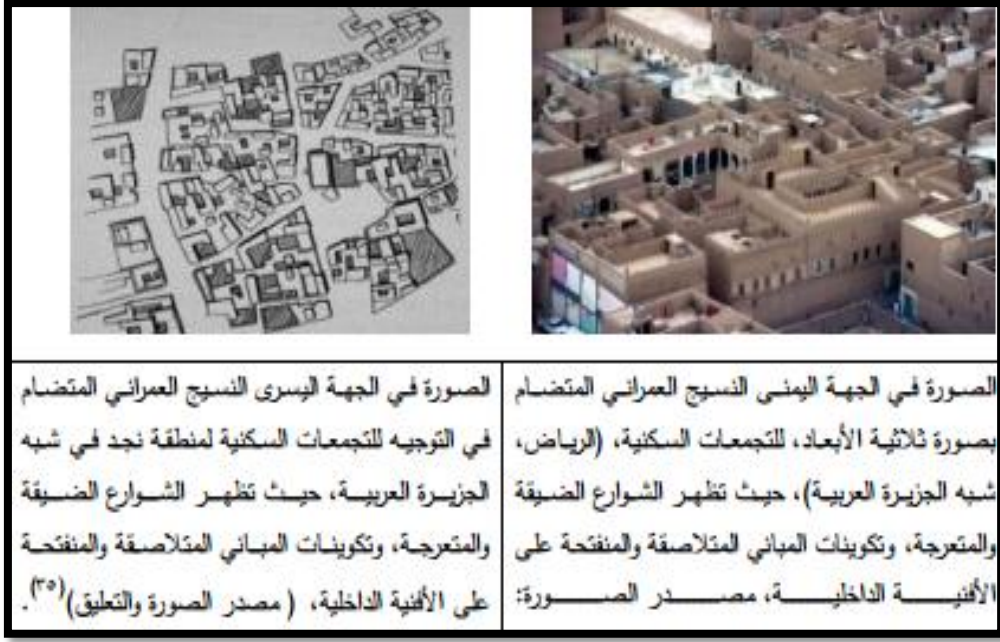 الصورة في الجهة اليمنى النسيج العمراني المتضام
بصورة ثلاثية الأبعاد، للتجمعات السكنية، (الرياض،
شبه الجزيرة العربية)، حيث تظهر الشوارع الضيقة
والمتعرجة، وتكوينات المباني المتلاصقة والمنفتحة على
الأفنية الداخلية، مصدر الصورة:
الصورة في الجهة اليسرى النسيج العمراني المتضام
في التوجيه للتجمعات السكنية لمنطقة نجد في شبه
الجزيرة العربية، حيث تظهر الشوارع الضيقة
والمتعرجة، وتكوينات المباني المتلاصقة والمنفتحة
على الأفنية الداخلية، ( مصدر الصورة والتعليق)(٣٥).